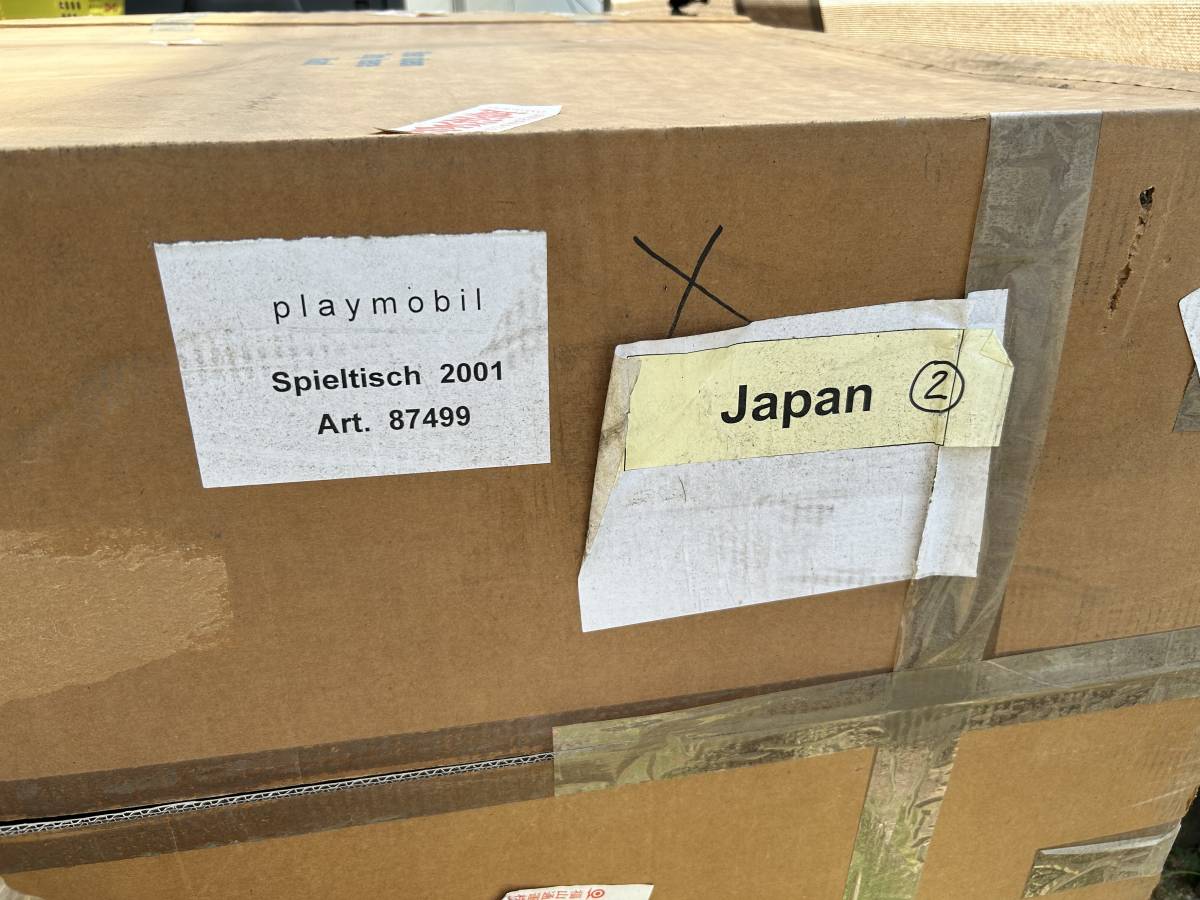 playmobil
Spieltisch 2001
Art. 87499
Japan 2